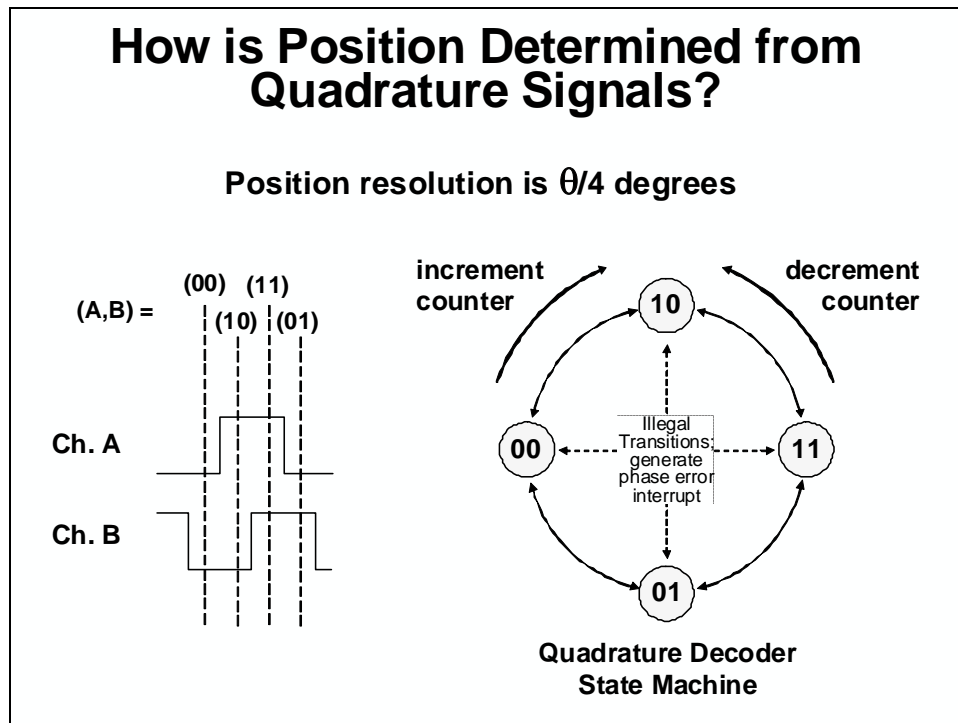 How is Position Determined from
Quadrature Signals?
Position resolution is θ/4 degrees
(A,B) =
(00)
(10)
(11)
(01)
Ch. A
Ch. B
increment
counter
decrement
counter
10
00
11
01
Illegal
Transitions;
generate
phase error
interrupt
Quadrature Decoder
State Machine